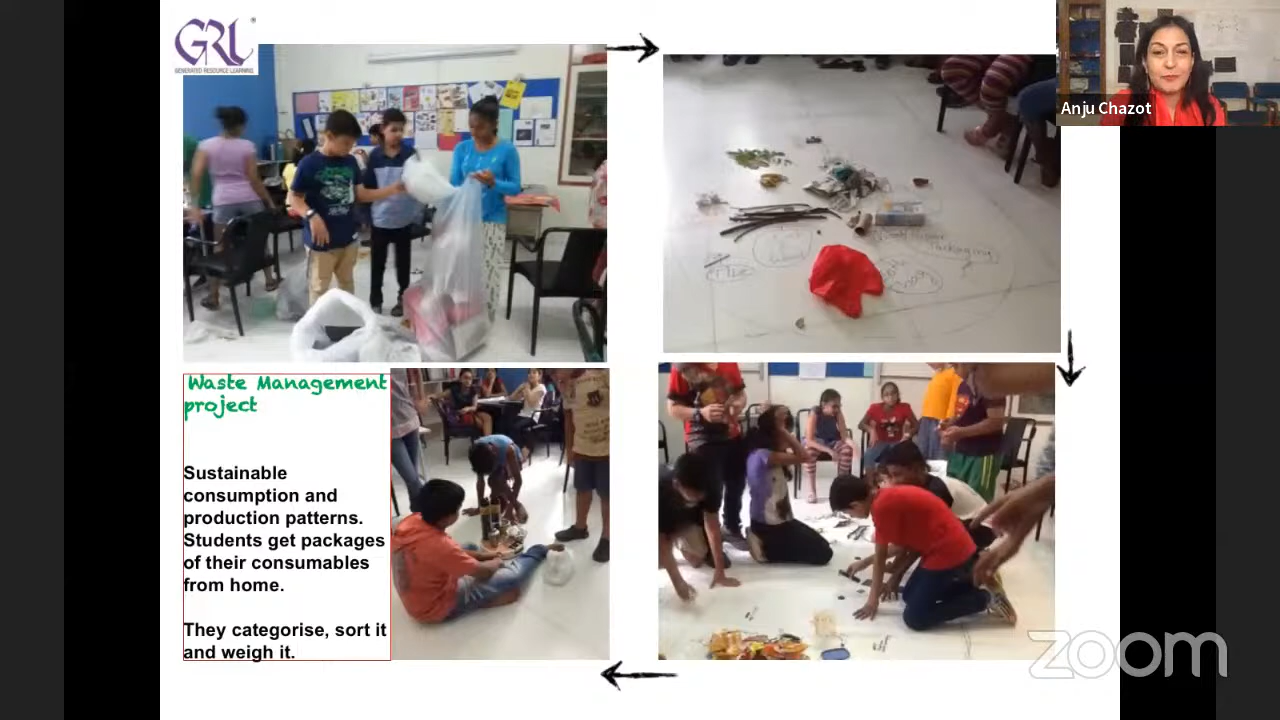 GRL
GENERATED RESOURCE LEARNING
Anju Chazot
Waste Management
project
Sustainable
consumption and
production patterns.
Students get packages
of their consumables
from home.
They categorise, sort it
and weigh it.
zoom